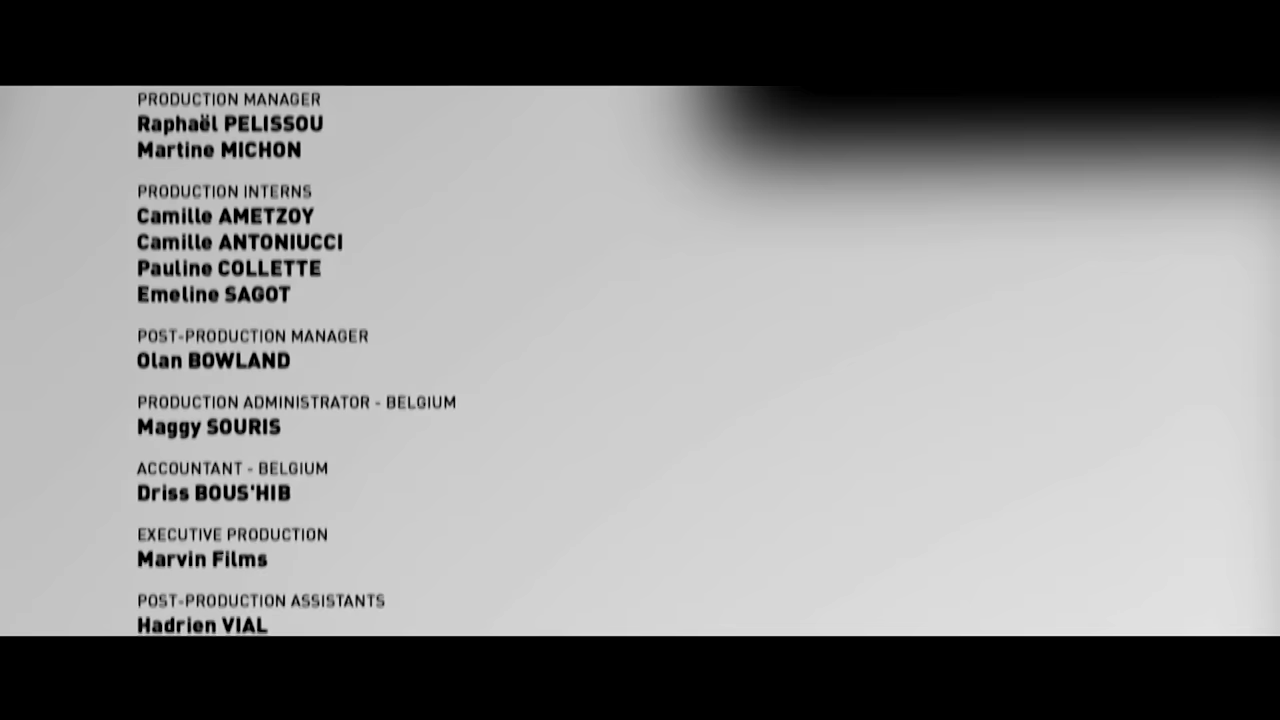 PRODUCTION MANAGER
Raphaël PELISSOU
Martine MICHON
PRODUCTION INTERNS
Camille AMETZOY
Camille ANTONIUCCI
Pauline COLLETTE
Emeline SAGOT
POST-PRODUCTION MANAGER
Olan BOWLAND
PRODUCTION ADMINISTRATOR - BELGIUM
Maggy SOURIS
ACCOUNTANT - BELGIUM
Driss BOUS'HIB
EXECUTIVE PRODUCTION
Marvin Films
POST-PRODUCTION ASSISTANTS
Hadrien VIAL